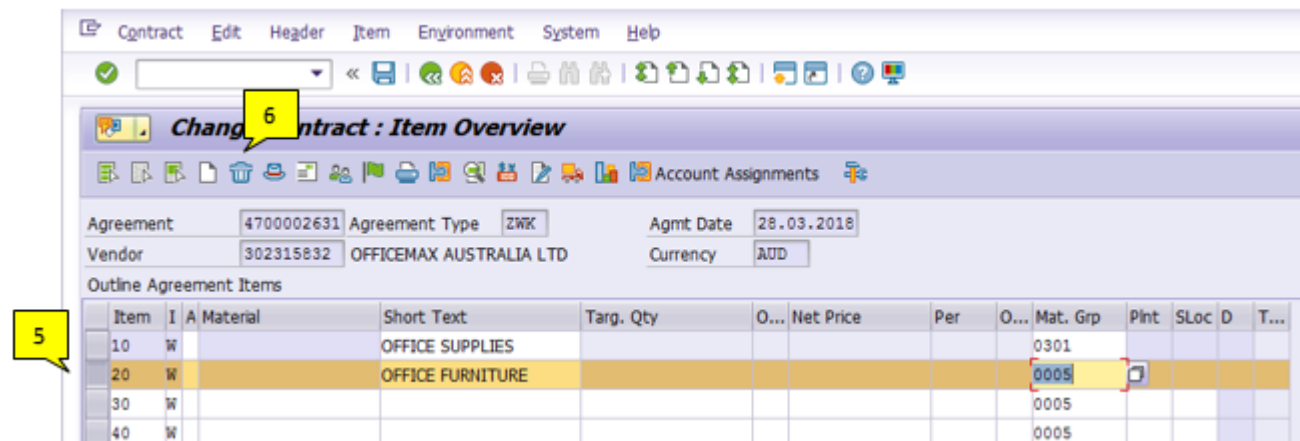 Contract Edit Header Item Environment System Help
6
Change Contract : Item Overview
Account Assignments
Agreement 4700002631 Agreement Type ZWK Agmt Date 28.03.2018
Vendor 302315832 OFFICEMAX AUSTRALIA LTD Currency AUD
Outline Agreement Items
Item I A Material Short Text Targ. Qty O... Net Price Per O... Mat. Grp Plnt SLoc D T...
10 W OFFICE SUPPLIES 0301
5
20 W OFFICE FURNITURE 0005
30 W 0005
40 W 0005